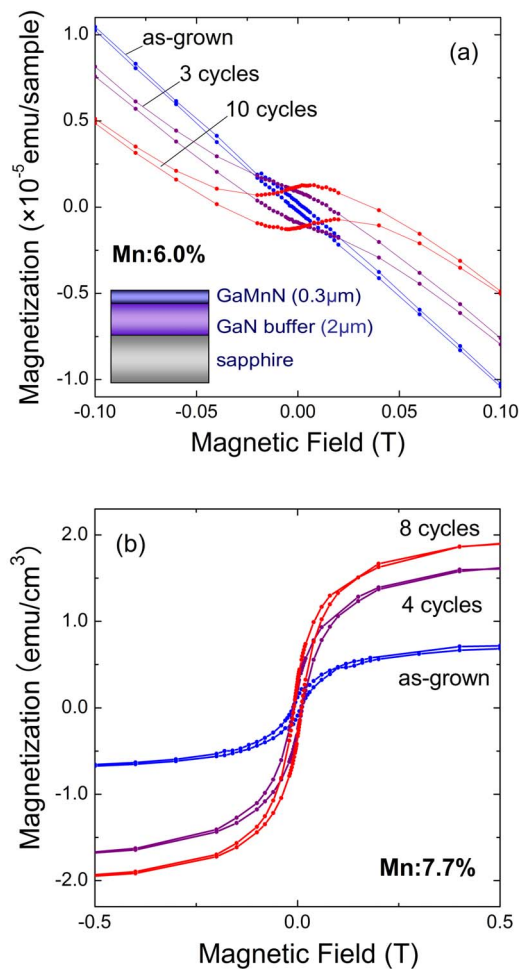 (a)
as-grown
3 cycles
10 cycles
Mn:6.0%
GaMnN (0.3μm)
GaN buffer (2μm)
sapphire
Magnetization (×10⁻⁵ emu/sample)
1.0
0.5
0.0
-0.5
-1.0
-0.10 -0.05 0.00 0.05 0.10
Magnetic Field (T)
(b)
8 cycles
4 cycles
as-grown
Mn:7.7%
Magnetization (emu/cm³)
2.0
1.0
0.0
-1.0
-2.0
-0.5 0.0 0.5
Magnetic Field (T)